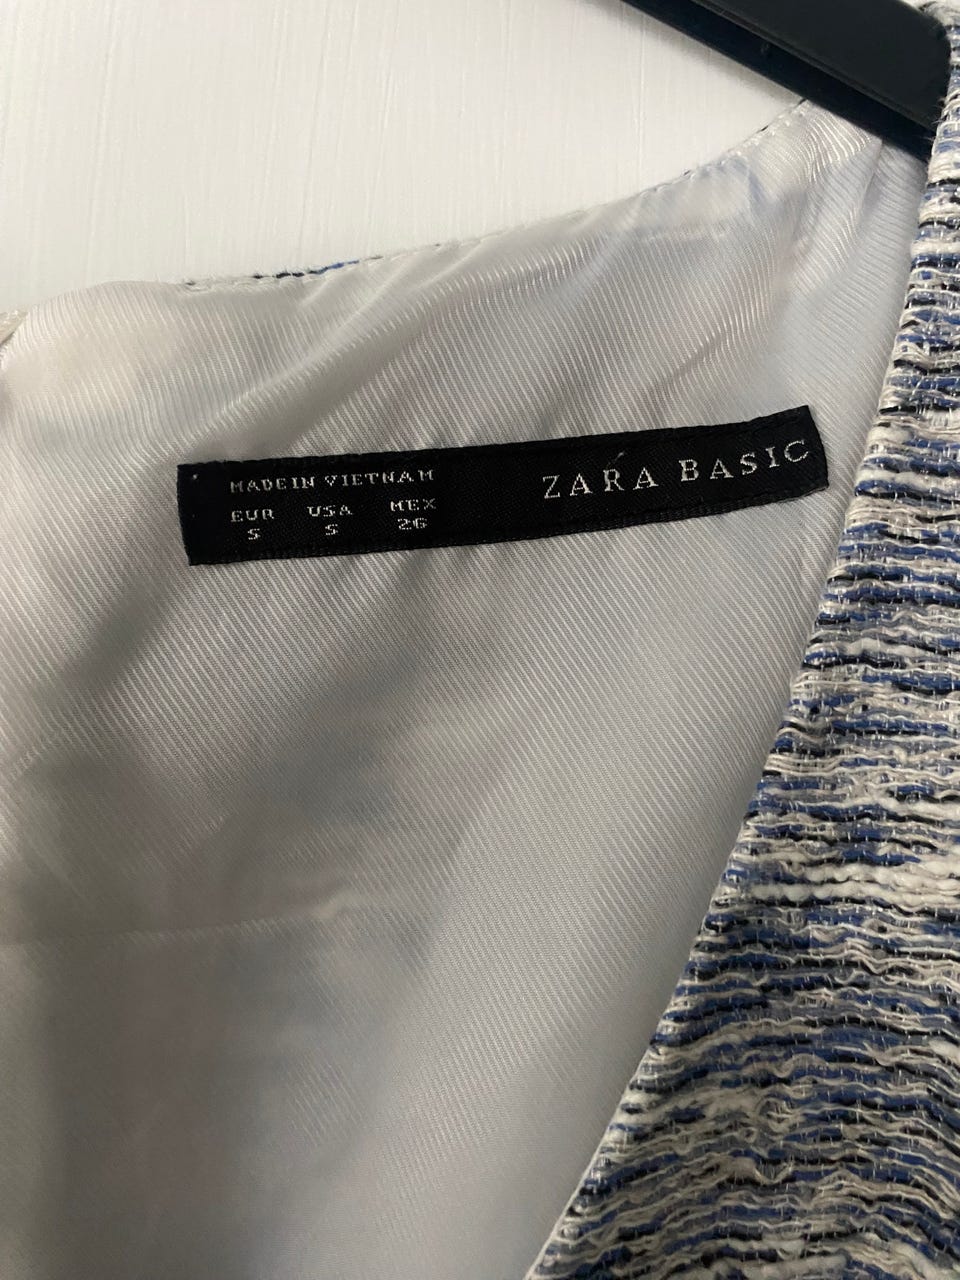 MADE IN VIETNAM
EUR USA MEX
S S 26
ZARA BASIC